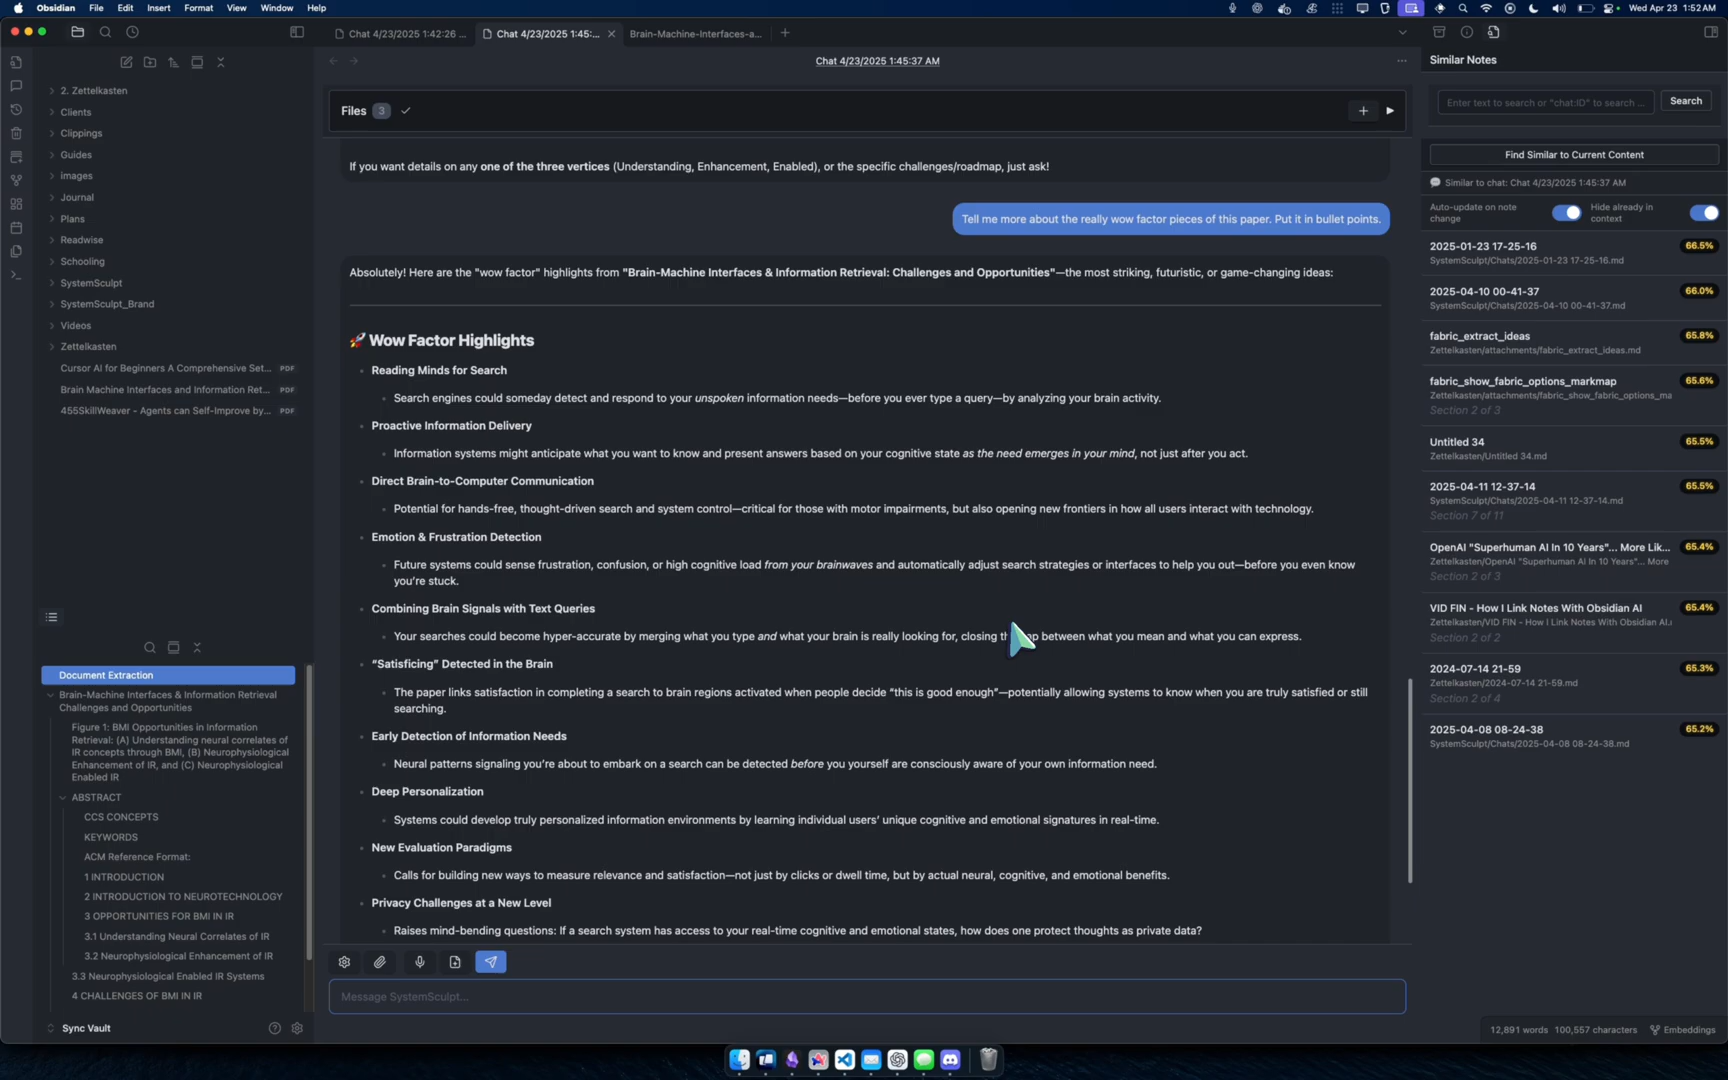 Obsidian File Edit Insert Format View Window Help
Wed Apr 23 1:52 AM
Chat 4/23/2025 1:42:26 ...
Chat 4/23/2025 1:45:...
Brain-Machine-Interfaces-a...
Chat 4/23/2025 1:45:37 AM
2. Zettelkasten
Clients
Clippings
Guides
images
Journal
Plans
Readwise
Schooling
SystemSculpt
SystemSculpt_Brand
Videos
Zettelkasten
Cursor AI for Beginners A Comprehensive Set... PDF
Brain Machine Interfaces and Information Ret... PDF
455SkillWeaver - Agents can Self-Improve by... PDF
Document Extraction
Brain-Machine Interfaces & Information Retrieval
Challenges and Opportunities
Figure 1: BMI Opportunities in Information
Retrieval: (A) Understanding neural correlates of
IR concepts through BMI, (B) Neurophysiological
Enhancement of IR, and (C) Neurophysiological
Enabled IR
ABSTRACT
CCS CONCEPTS
KEYWORDS
ACM Reference Format:
1 INTRODUCTION
2 INTRODUCTION TO NEUROTECHNOLOGY
3 OPPORTUNITIES FOR BMI IN IR
3.1 Understanding Neural Correlates of IR
3.2 Neurophysiological Enhancement of IR
3.3 Neurophysiological Enabled IR Systems
4 CHALLENGES OF BMI IN IR
Sync Vault
Files 3
If you want details on any one of the three vertices (Understanding, Enhancement, Enabled), or the specific challenges/roadmap, just ask!
Tell me more about the really wow factor pieces of this paper. Put it in bullet points.
Absolutely! Here are the "wow factor" highlights from "Brain-Machine Interfaces & Information Retrieval: Challenges and Opportunities"—the most striking, futuristic, or game-changing ideas:
🚀 Wow Factor Highlights
• Reading Minds for Search
• Search engines could someday detect and respond to your unspoken information needs—before you ever type a query—by analyzing your brain activity.
• Proactive Information Delivery
• Information systems might anticipate what you want to know and present answers based on your cognitive state as the need emerges in your mind, not just after you act.
• Direct Brain-to-Computer Communication
• Potential for hands-free, thought-driven search and system control—critical for those with motor impairments, but also opening new frontiers in how all users interact with technology.
• Emotion & Frustration Detection
• Future systems could sense frustration, confusion, or high cognitive load from your brainwaves and automatically adjust search strategies or interfaces to help you out—before you even know
you're stuck.
• Combining Brain Signals with Text Queries
• Your searches could become hyper-accurate by merging what you type and what your brain is really looking for, closing th p between what you mean and what you can express.
• “Satisficing” Detected in the Brain
• The paper links satisfaction in completing a search to brain regions activated when people decide “this is good enough”—potentially allowing systems to know when you are truly satisfied or still
searching.
• Early Detection of Information Needs
• Neural patterns signaling you're about to embark on a search can be detected before you yourself are consciously aware of your own information need.
• Deep Personalization
• Systems could develop truly personalized information environments by learning individual users' unique cognitive and emotional signatures in real-time.
• New Evaluation Paradigms
• Calls for building new ways to measure relevance and satisfaction—not just by clicks or dwell time, but by actual neural, cognitive, and emotional benefits.
• Privacy Challenges at a New Level
• Raises mind-bending questions: If a search system has access to your real-time cognitive and emotional states, how does one protect thoughts as private data?
Message SystemSculpt...
Similar Notes
Enter text to search or "chat:ID" to search ... Search
Find Similar to Current Content
Similar to chat: Chat 4/23/2025 1:45:37 AM
Auto-update on note
change
Hide already in
context
2025-01-23 17-25-16 66.5%
SystemSculpt/Chats/2025-01-23 17-25-16.md
2025-04-10 00-41-37 66.0%
SystemSculpt/Chats/2025-04-10 00-41-37.md
fabric_extract_ideas 65.8%
Zettelkasten/attachments/fabric_extract_ideas.md
fabric_show_fabric_options_markmap 65.6%
Zettelkasten/attachments/fabric_show_fabric_options_ma
Section 2 of 3
Untitled 34 65.5%
Zettelkasten/Untitled 34.md
2025-04-11 12-37-14 65.5%
SystemSculpt/Chats/2025-04-11 12-37-14.md
Section 7 of 11
OpenAI "Superhuman AI In 10 Years"... More Lik... 65.4%
Zettelkasten/OpenAI "Superhuman AI In 10 Years"... More
Section 2 of 3
VID FIN - How I Link Notes With Obsidian AI 65.4%
Zettelkasten/VID FIN - How I Link Notes With Obsidian AI.
Section 2 of 2
2024-07-14 21-59 65.3%
Zettelkasten/2024-07-14 21-59.md
Section 2 of 4
2025-04-08 08-24-38 65.2%
SystemSculpt/Chats/2025-04-08 08-24-38.md
12,891 words 100,557 characters Embeddings